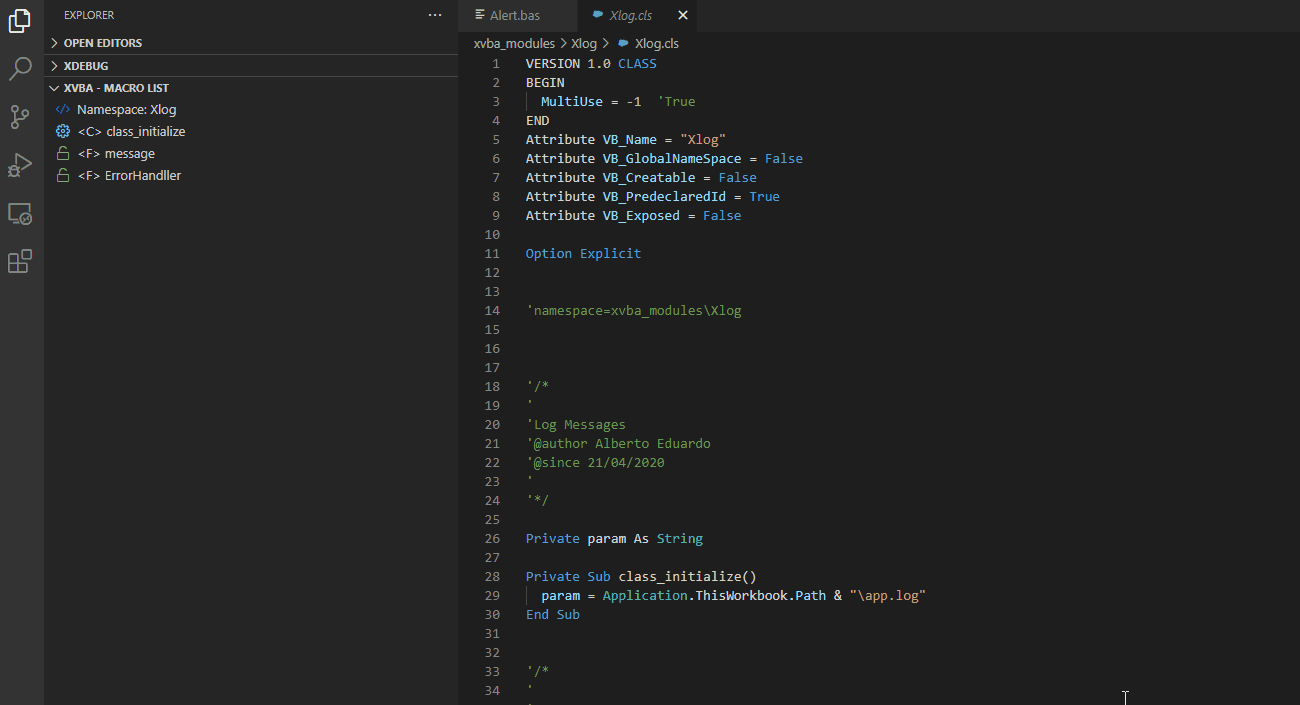 EXPLORER
OPEN EDITORS
XDEBUG
XVBA - MACRO LIST
Namespace: Xlog
<C> class_initialize
<F> message
<F> ErrorHandller
Alert.bas
Xlog.cls
xvba_modules > Xlog > Xlog.cls
1 VERSION 1.0 CLASS
2 BEGIN
3 MultiUse = -1  'True
4 END
5 Attribute VB_Name = "Xlog"
6 Attribute VB_GlobalNameSpace = False
7 Attribute VB_Creatable = False
8 Attribute VB_PredeclaredId = True
9 Attribute VB_Exposed = False
10
11 Option Explicit
12
13
14 'namespace=xvba_modules\Xlog
15
16
17
18 '/*
19 '
20 'Log Messages
21 '@author Alberto Eduardo
22 '@since 21/04/2020
23 '
24 '*/
25
26 Private param As String
27
28 Private Sub class_initialize()
29 param = Application.ThisWorkbook.Path & "\app.log"
30 End Sub
31
32
33 '/*
34 '